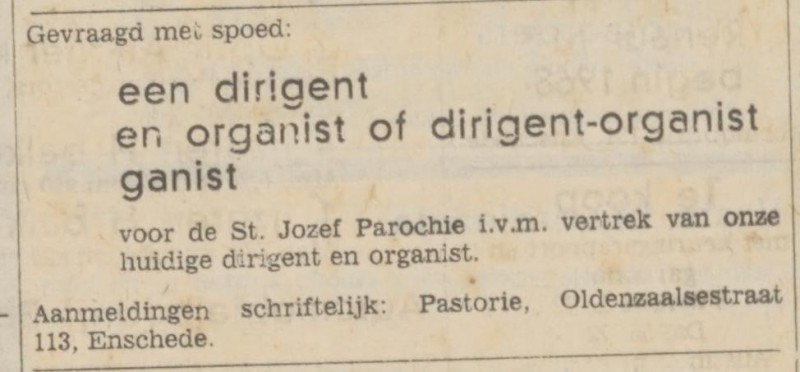 Gevraagd met spoed:
een dirigent
en organist of dirigent-organist
ganist
voor de St. Jozef Parochie i.v.m. vertrek van onze
huidige dirigent en organist.
Aanmeldingen schriftelijk: Pastorie, Oldenzaalsestraat
113, Enschede.